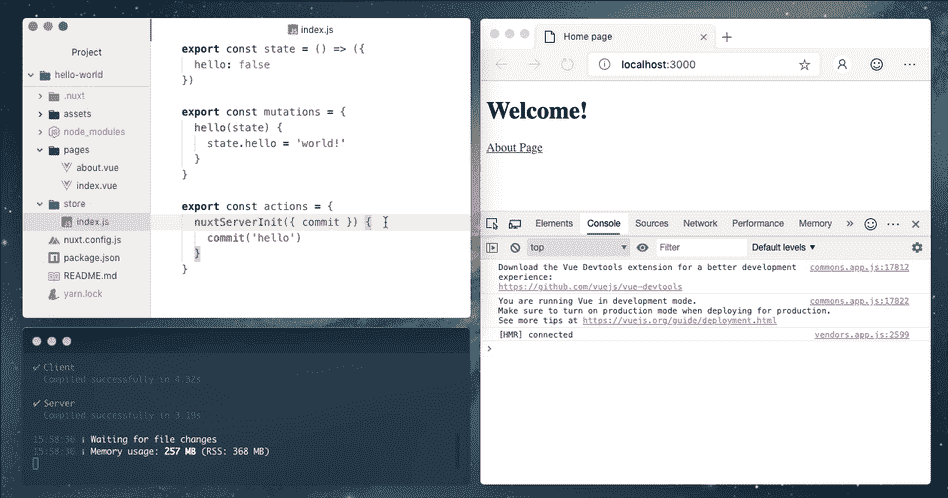 index.js
Project
hello-world
.nuxt
assets
node_modules
pages
about.vue
index.vue
store
index.js
nuxt.config.js
package.json
README.md
yarn.lock
export const state = () => ({
hello: false
})
export const mutations = {
hello(state) {
state.hello = 'world!'
}
}
export const actions = {
nuxtServerInit({ commit }) {
commit('hello')
}
}
✔ Client
Compiled successfully in 4.32s
✔ Server
Compiled successfully in 3.19s
15:58:36 ℹ Waiting for file changes
15:58:36 ℹ Memory usage: 257 MB (RSS: 368 MB)
Home page
localhost:3000
Welcome!
About Page
Elements Console Sources Network Performance Memory »
top Filter Default levels ▾
Download the Vue Devtools extension for a better development commons.app.js:17812
experience:
https://github.com/vuejs/vue-devtools
You are running Vue in development mode. commons.app.js:17822
Make sure to turn on production mode when deploying for production.
See more tips at https://vuejs.org/guide/deployment.html
[HMR] connected vendors.app.js:2599
>